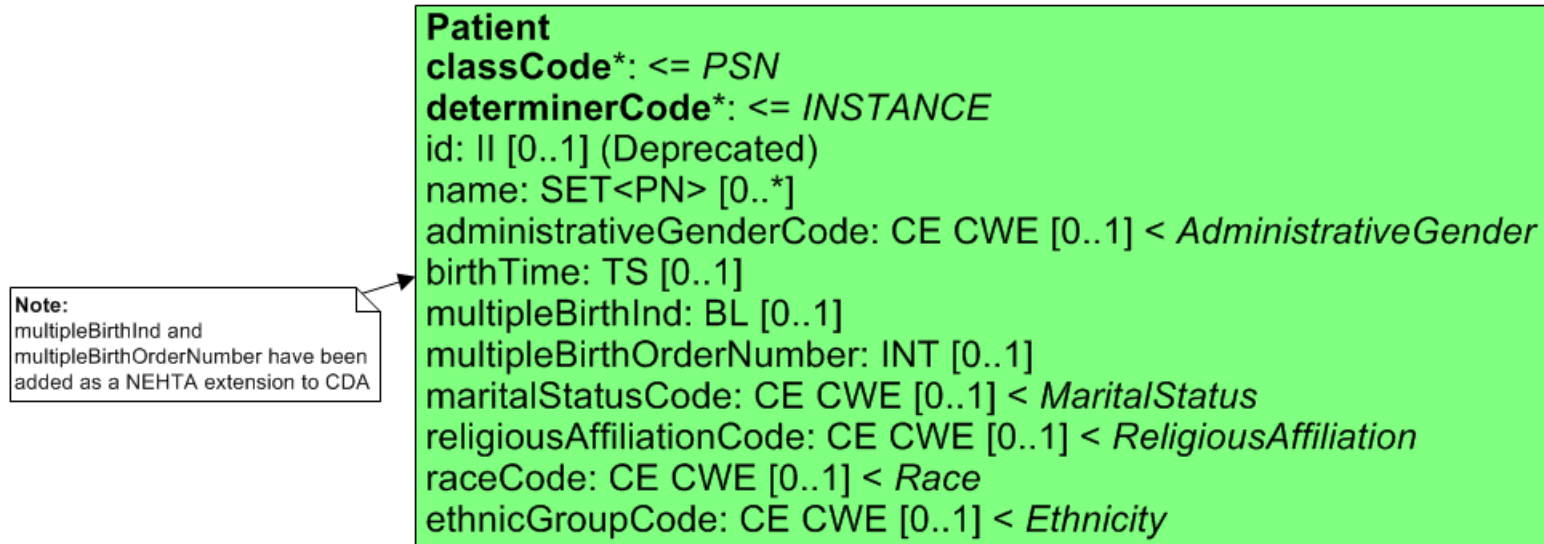 Patient
classCode*: <= PSN
determinerCode*: <= INSTANCE
id: II [0..1] (Deprecated)
name: SET<PN> [0..*]
administrativeGenderCode: CE CWE [0..1] < AdministrativeGender
birthTime: TS [0..1]
multipleBirthInd: BL [0..1]
multipleBirthOrderNumber: INT [0..1]
maritalStatusCode: CE CWE [0..1] < MaritalStatus
religiousAffiliationCode: CE CWE [0..1] < ReligiousAffiliation
raceCode: CE CWE [0..1] < Race
ethnicGroupCode: CE CWE [0..1] < Ethnicity
Note:
multipleBirthInd and
multipleBirthOrderNumber have been
added as a NEHTA extension to CDA